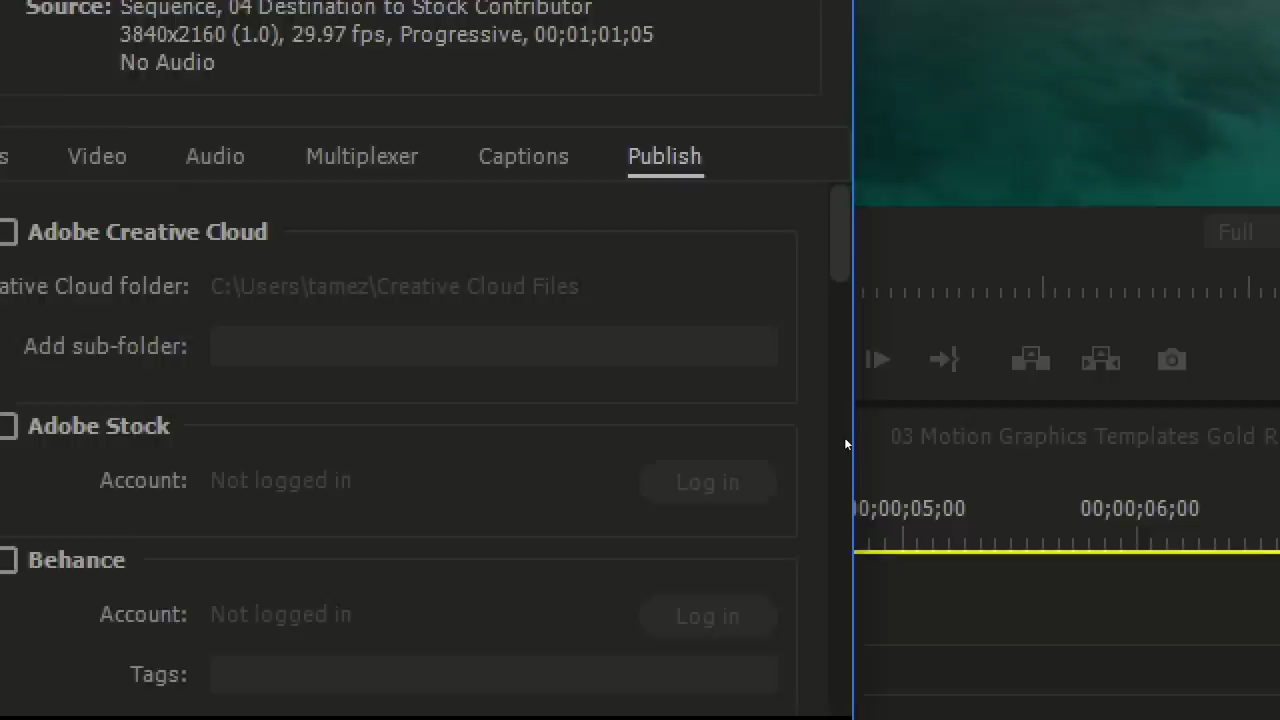 Source: Sequence, 04 Destination to Stock Contributor
3840x2160 (1.0), 29.97 fps, Progressive, 00;01;01;05
No Audio
s Video Audio Multiplexer Captions Publish
Adobe Creative Cloud
Full
ative Cloud folder: C:\Users\tamez\Creative Cloud Files
Add sub-folder:
Adobe Stock
03 Motion Graphics Templates Gold R
Account: Not logged in Log in
00;00;05;00 00;00;06;00
Behance
Account: Not logged in Log in
Tags: